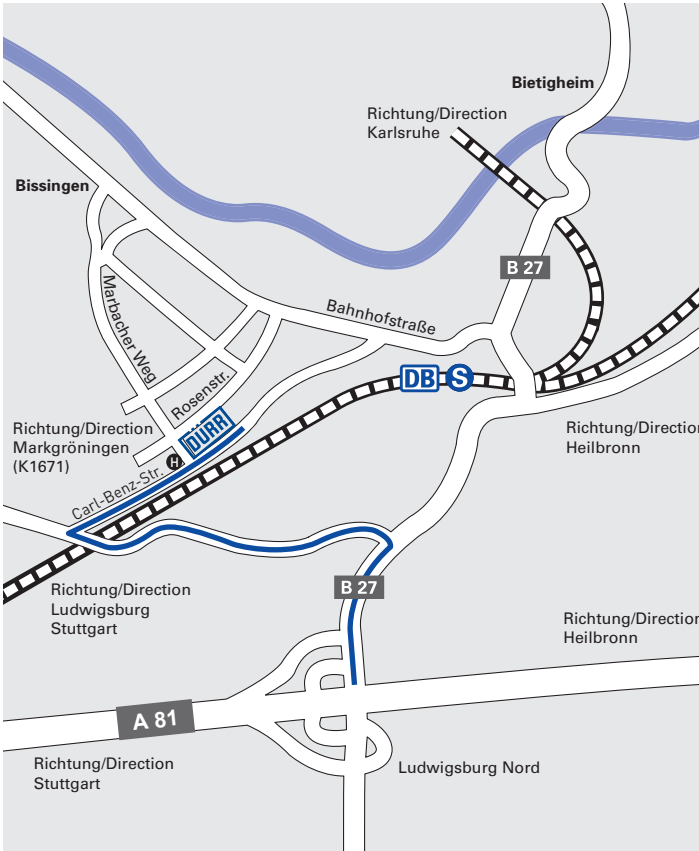 Bietigheim
Richtung/Direction
Karlsruhe
Bissingen
B 27
Marbacher Weg
Bahnhofstraße
DB S
Rosenstr.
DÜRR
Richtung/Direction
Markgröningen
(K1671)
H
Carl-Benz-Str.
Richtung/Direction
Heilbronn
Richtung/Direction
Ludwigsburg
Stuttgart
B 27
Richtung/Direction
Heilbronn
A 81
Richtung/Direction
Stuttgart
Ludwigsburg Nord